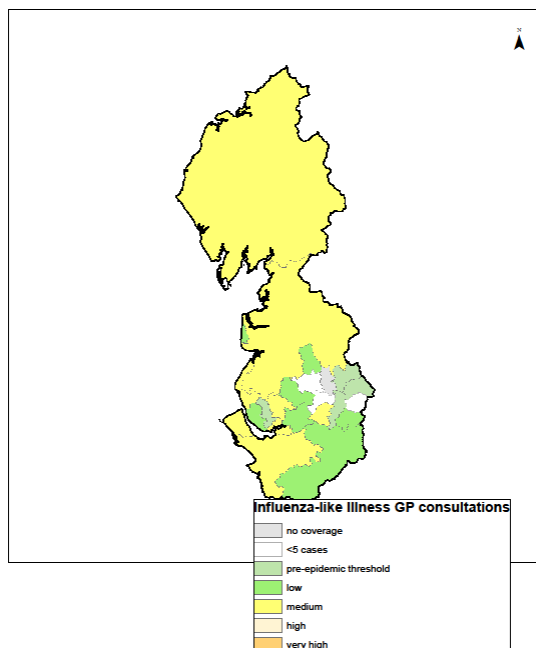 N
Influenza-like Illness GP consultations
no coverage
<5 cases
pre-epidemic threshold
low
medium
high
very high